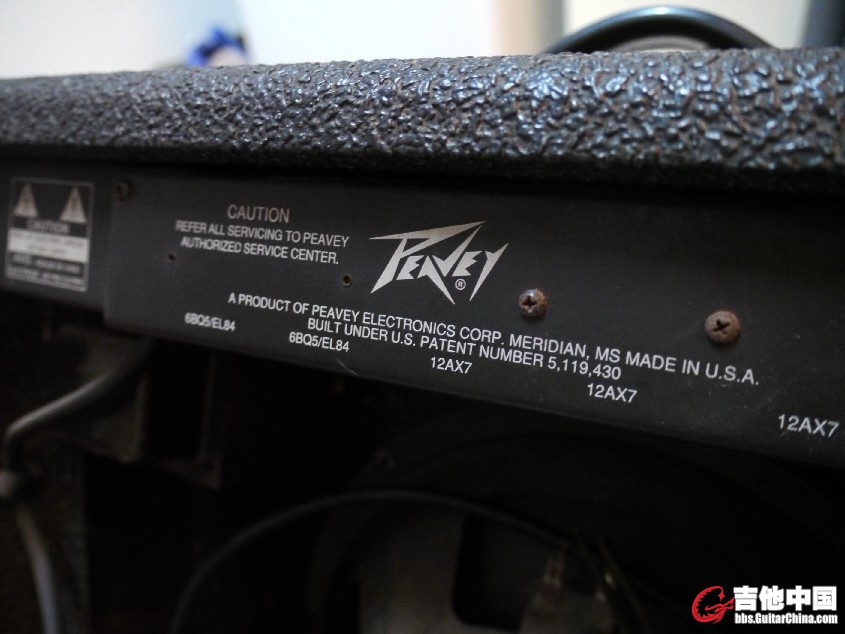 CAUTION
CAUTION
REFER ALL SERVICING TO PEAVEY
AUTHORIZED SERVICE CENTER.
PEAVEY
®
A PRODUCT OF PEAVEY ELECTRONICS CORP. MERIDIAN, MS MADE IN U.S.A.
BUILT UNDER U.S. PATENT NUMBER 5,119,430
6BQ5/EL84
6BQ5/EL84
12AX7
12AX7
12AX7
吉他中国
bbs.GuitarChina.com